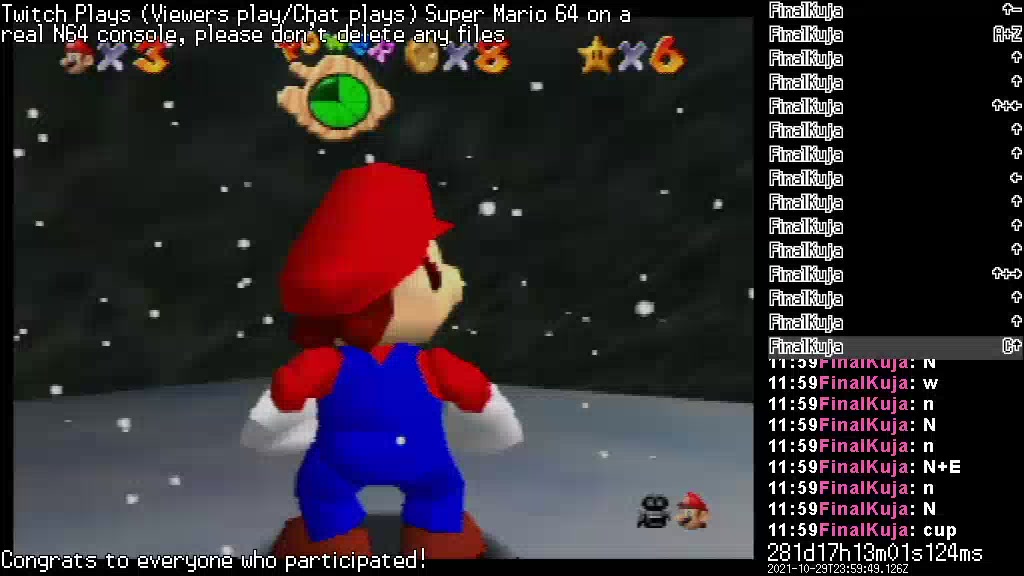 Twitch Plays (Viewers play/Chat plays) Super Mario 64 on a
real N64 console, please don't delete any files
×3
×8
×6
Congrats to everyone who participated!
FinalKuja ↑←
FinalKuja A+Z
FinalKuja ↑
FinalKuja ↑
FinalKuja ↑+→
FinalKuja ↑
FinalKuja ↑
FinalKuja ←
FinalKuja ↑
FinalKuja ↑
FinalKuja ↑
FinalKuja ↑+→
FinalKuja ↑
FinalKuja ↑
FinalKuja C↑
11:59FinalKuja: N
11:59FinalKuja: w
11:59FinalKuja: n
11:59FinalKuja: N
11:59FinalKuja: n
11:59FinalKuja: N+E
11:59FinalKuja: n
11:59FinalKuja: N
11:59FinalKuja: cup
281d17h13m01s124ms
2021-10-29T23:59:49.126Z